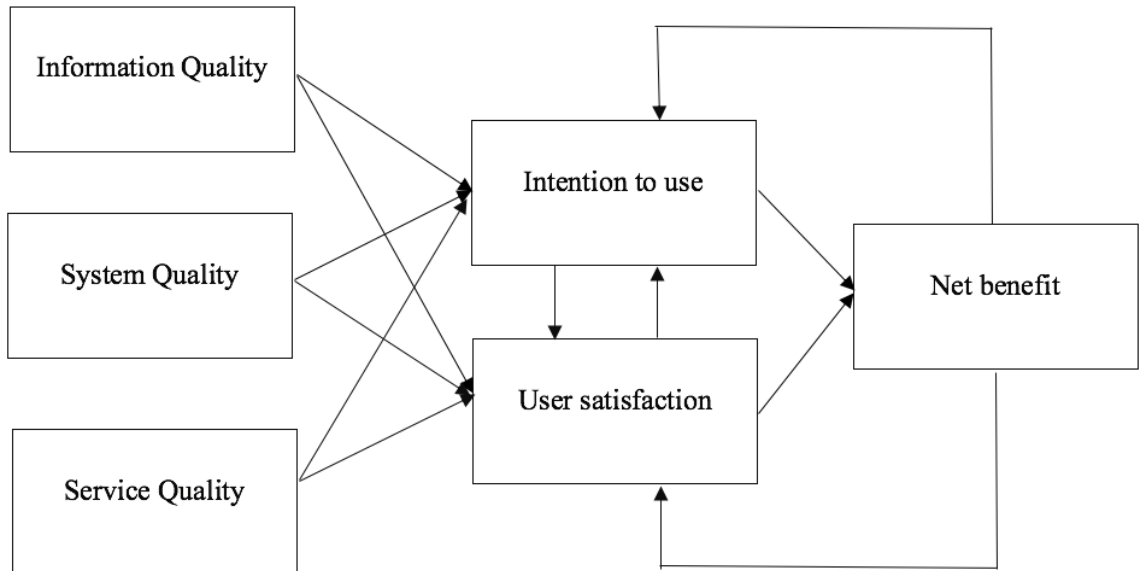 Information Quality
Intention to use
System Quality
Net benefit
User satisfaction
Service Quality